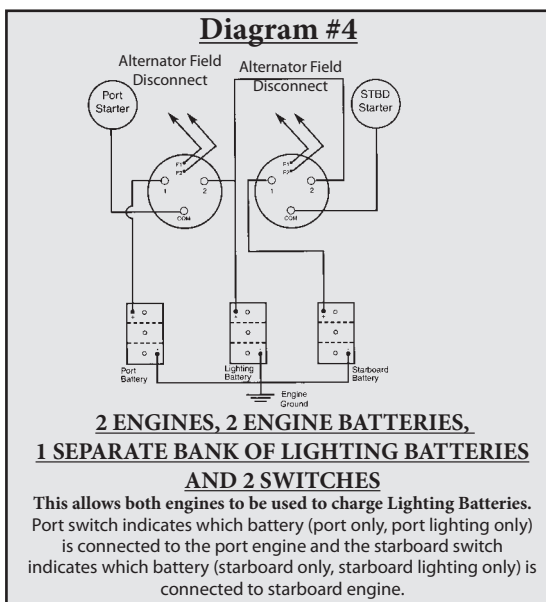 Diagram #4
Alternator Field
Disconnect
Alternator Field
Disconnect
Port
Starter
STBD
Starter
F1
F2
1
2
COM
F1
F2
1
2
COM
+
-
+
-
+
-
Port
Battery
Lighting
Battery
Starboard
Battery
Engine
Ground
2 ENGINES, 2 ENGINE BATTERIES,
1 SEPARATE BANK OF LIGHTING BATTERIES
AND 2 SWITCHES
This allows both engines to be used to charge Lighting Batteries.
Port switch indicates which battery (port only, port lighting only)
is connected to the port engine and the starboard switch
indicates which battery (starboard only, starboard lighting only) is
connected to starboard engine.